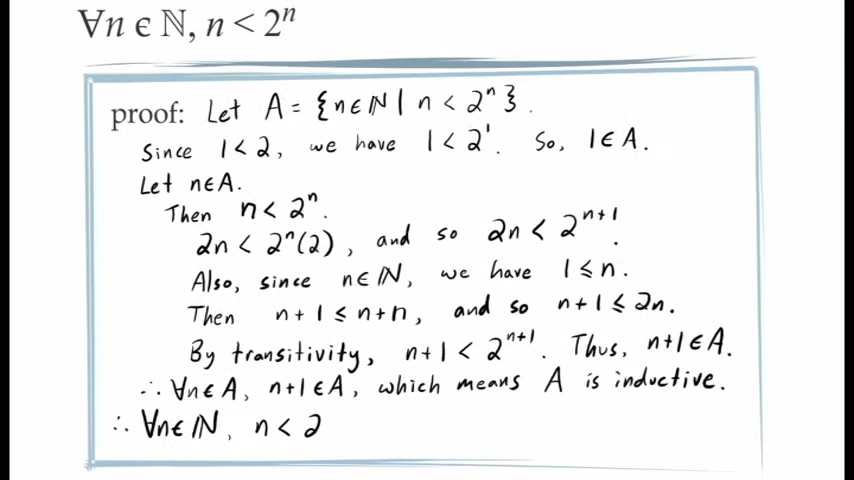 ∀n ϵ ℕ, n < 2ⁿ
proof: Let A = {n∈ℕ | n < 2ⁿ}.
Since 1 < 2, we have 1 < 2¹. So, 1∈A.
Let n∈A.
Then n < 2ⁿ.
2n < 2ⁿ(2), and so 2n < 2ⁿ⁺¹.
Also, since n∈ℕ, we have 1 ≤ n.
Then n+1 ≤ n+n, and so n+1 ≤ 2n.
By transitivity, n+1 < 2ⁿ⁺¹. Thus, n+1∈A.
∴ ∀n∈A, n+1∈A, which means A is inductive.
∴ ∀n∈ℕ, n < 2